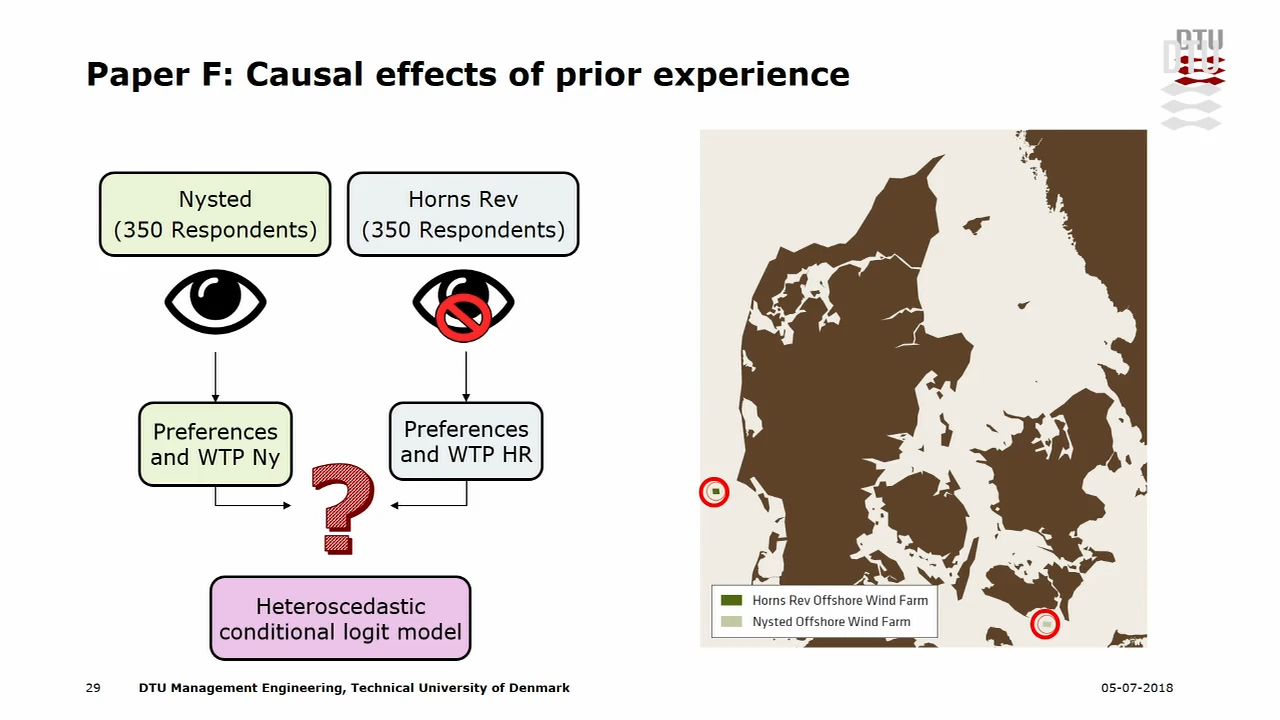 DTU
DTU
Paper F: Causal effects of prior experience
Nysted
(350 Respondents)
Horns Rev
(350 Respondents)
Preferences
and WTP Ny
Preferences
and WTP HR
?
Heteroscedastic
conditional logit model
Horns Rev Offshore Wind Farm
Nysted Offshore Wind Farm
29
DTU Management Engineering, Technical University of Denmark
05-07-2018